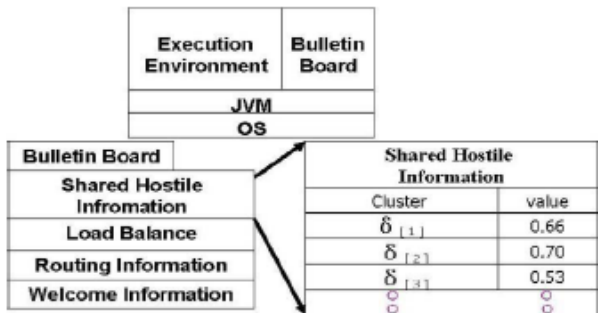 Execution
Environment
Bulletin
Board
JVM
OS
Bulletin Board
Shared Hostile
Infromation
Load Balance
Routing Information
Welcome Information
Shared Hostile
Information
Cluster value
δ [1] 0.66
δ [2] 0.70
δ [3] 0.53